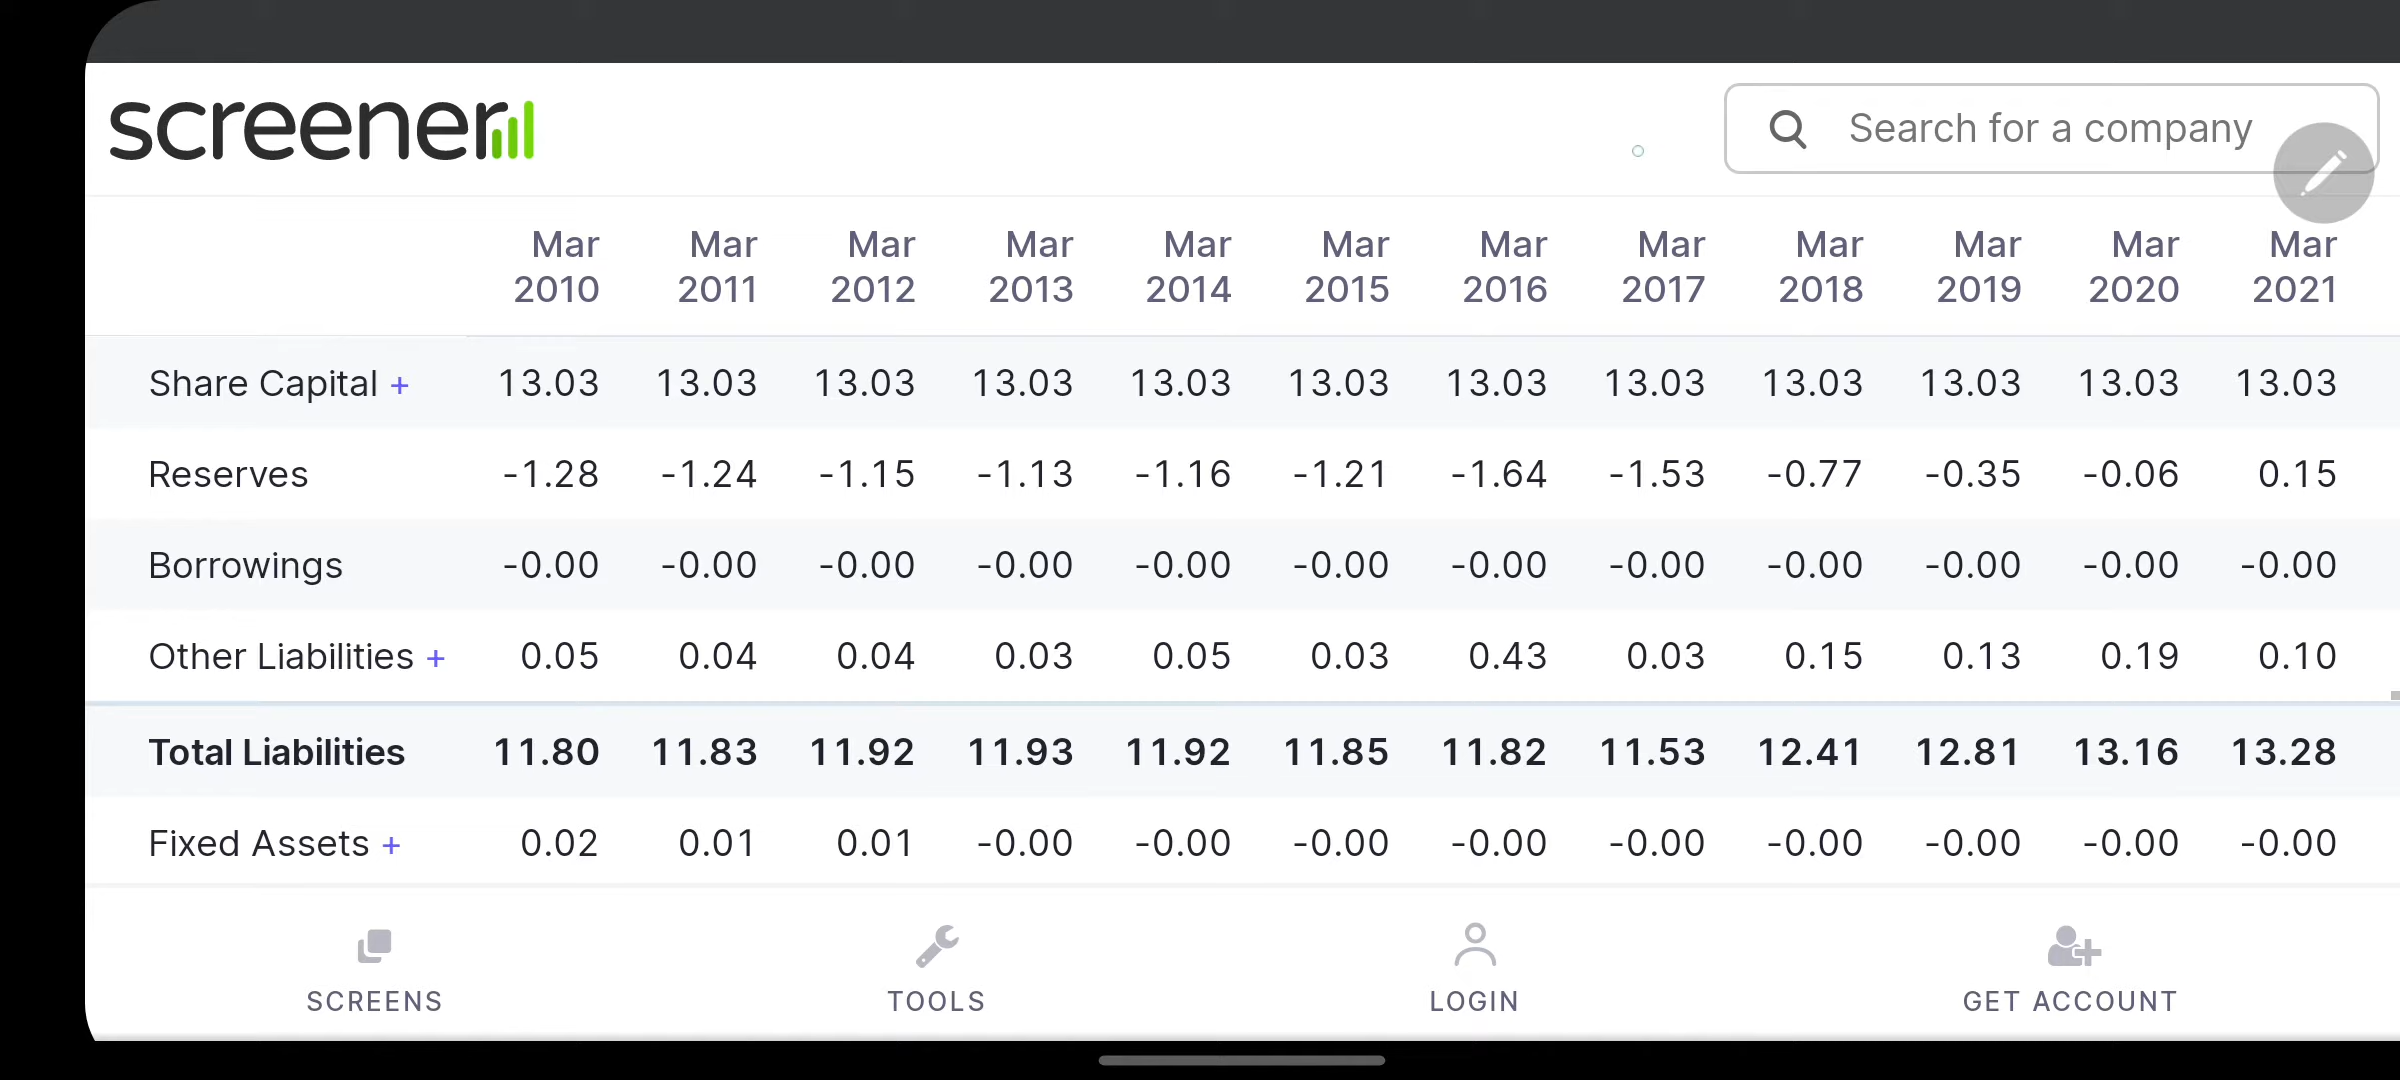 screener
Search for a company
Mar 2010 Mar 2011 Mar 2012 Mar 2013 Mar 2014 Mar 2015 Mar 2016 Mar 2017 Mar 2018 Mar 2019 Mar 2020 Mar 2021
Share Capital + 13.03 13.03 13.03 13.03 13.03 13.03 13.03 13.03 13.03 13.03 13.03 13.03
Reserves -1.28 -1.24 -1.15 -1.13 -1.16 -1.21 -1.64 -1.53 -0.77 -0.35 -0.06 0.15
Borrowings -0.00 -0.00 -0.00 -0.00 -0.00 -0.00 -0.00 -0.00 -0.00 -0.00 -0.00 -0.00
Other Liabilities + 0.05 0.04 0.04 0.03 0.05 0.03 0.43 0.03 0.15 0.13 0.19 0.10
Total Liabilities 11.80 11.83 11.92 11.93 11.92 11.85 11.82 11.53 12.41 12.81 13.16 13.28
Fixed Assets + 0.02 0.01 0.01 -0.00 -0.00 -0.00 -0.00 -0.00 -0.00 -0.00 -0.00 -0.00
SCREENS TOOLS LOGIN GET ACCOUNT